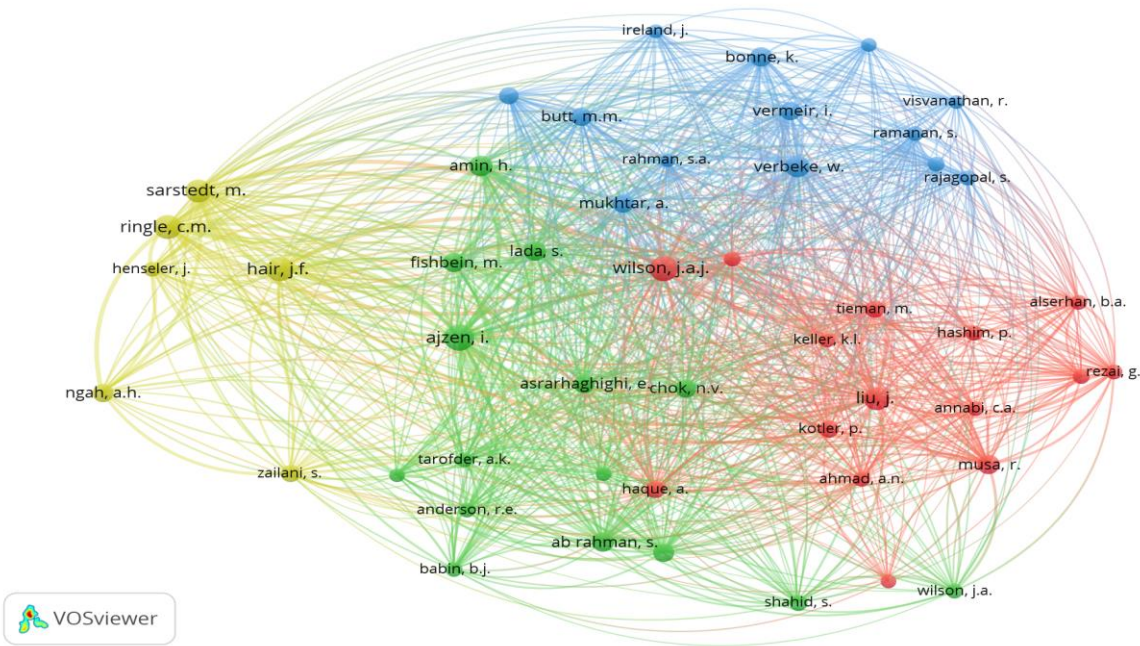 ireland, j.
bonne, k.
visvanathan, r.
vermeir, i.
butt, m.m.
ramanan, s.
rahman, s.a.
amin, h.
verbeke, w.
rajagopal, s.
sarstedt, m.
mukhtar, a.
ringle, c.m.
lada, s.
fishbein, m.
henseler, j.
hair, j.f.
wilson, j.a.j.
alserhan, b.a.
tieman, m.
hashim, p.
ajzen, i.
keller, k.l.
rezai, g.
asrarhaghighi, e.
chok, n.v.
ngah, a.h.
liu, j.
annabi, c.a.
kotler, p.
tarofder, a.k.
musa, r.
zailani, s.
ahmad, a.n.
haque, a.
anderson, r.e.
ab rahman, s.
babin, b.j.
wilson, j.a.
shahid, s.
VOSviewer